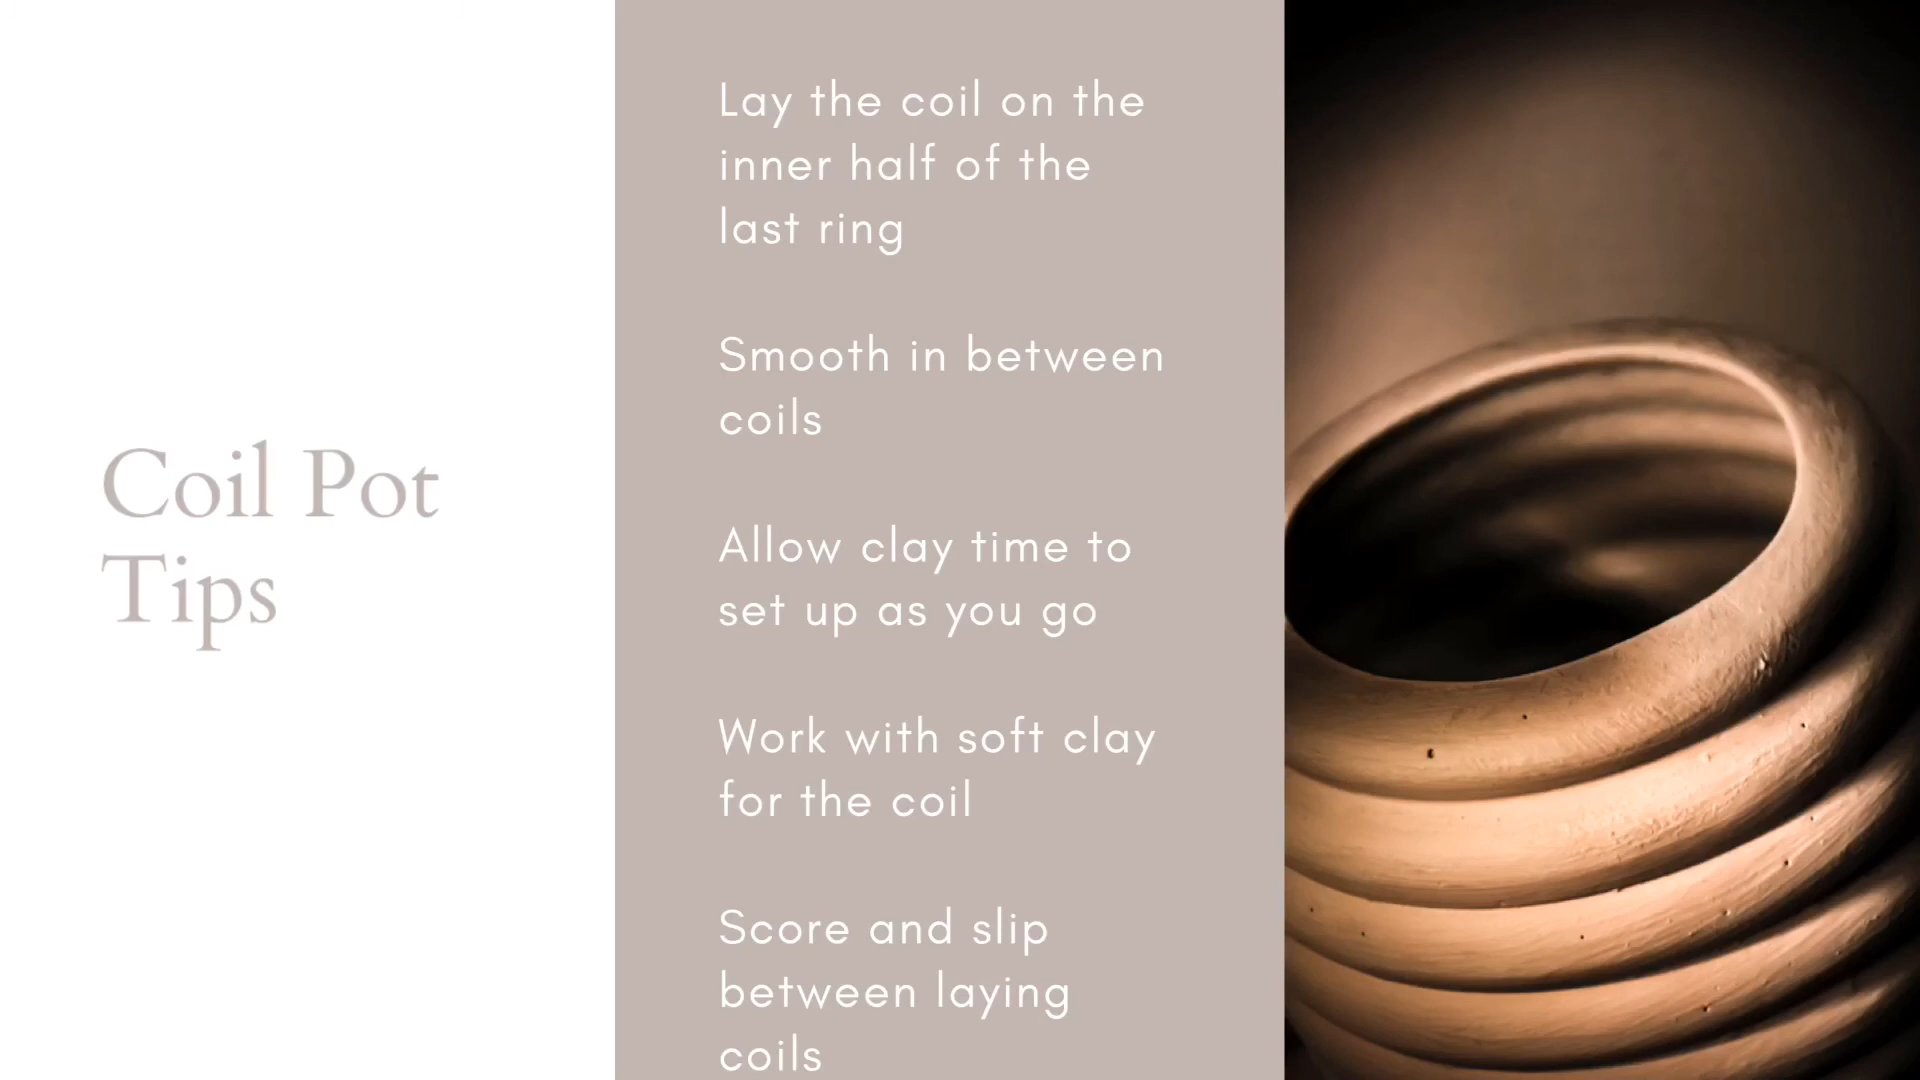 Coil Pot
Tips
Lay the coil on the
inner half of the
last ring
Smooth in between
coils
Allow clay time to
set up as you go
Work with soft clay
for the coil
Score and slip
between laying
coils